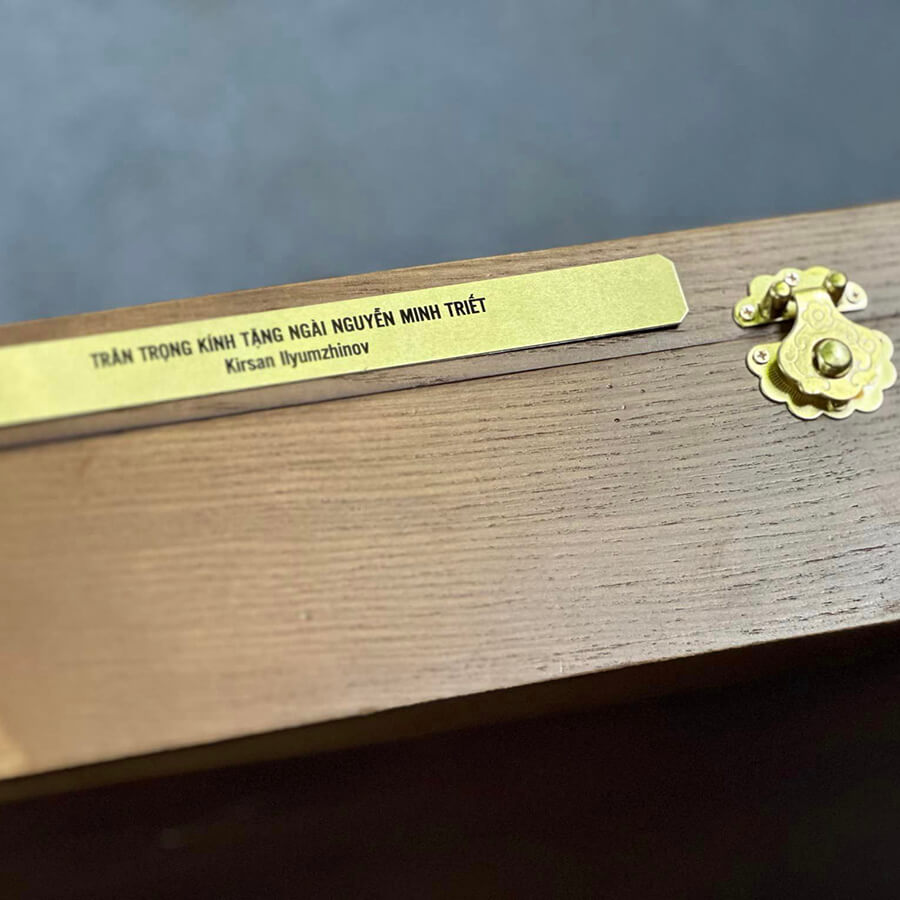 TRÂN TRỌNG KÍNH TẶNG NGÀI NGUYỄN MINH TRIẾT
Kirsan Ilyumzhinov